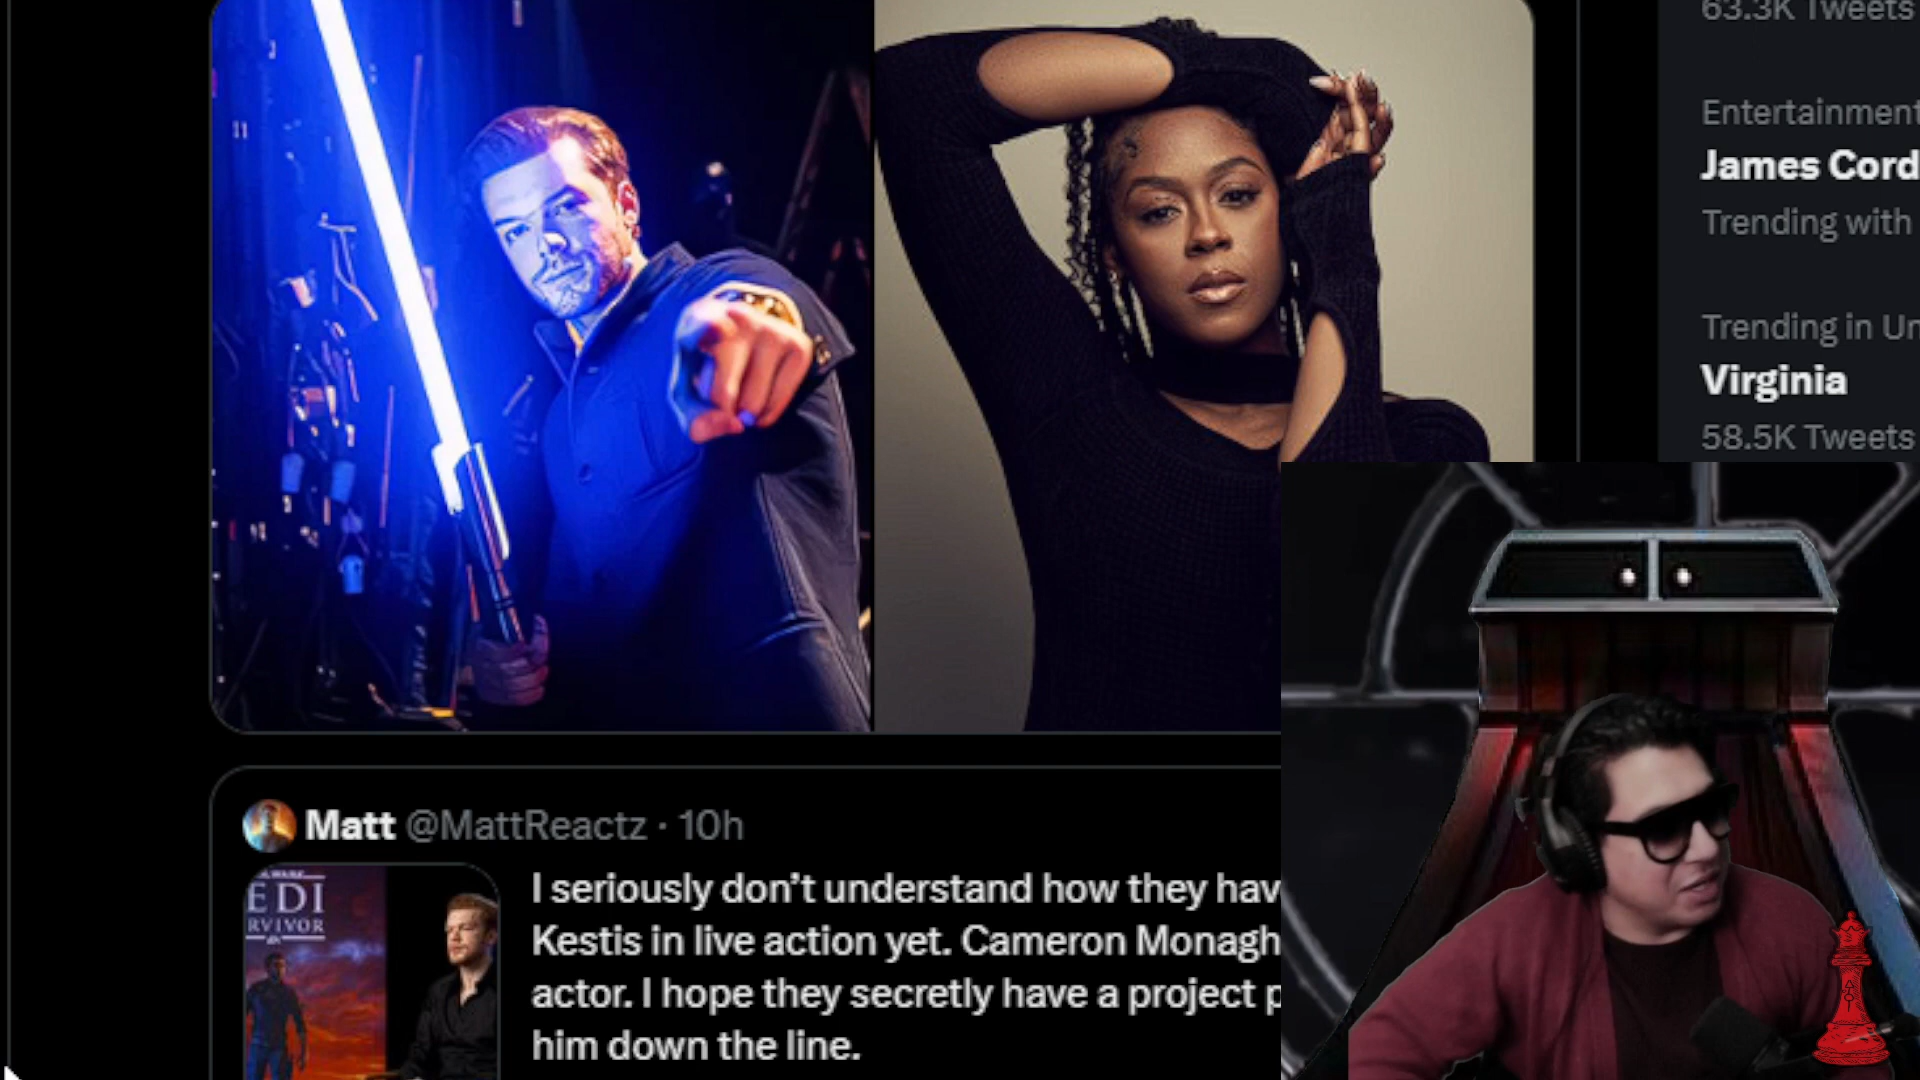 63.3K Tweets
Entertainment
James Cord
Trending with
Trending in Un
Virginia
58.5K Tweets
Matt @MattReactz · 10h
EDI
RVIVOR
I seriously don't understand how they hav
Kestis in live action yet. Cameron Monagh
actor. I hope they secretly have a project p
him down the line.